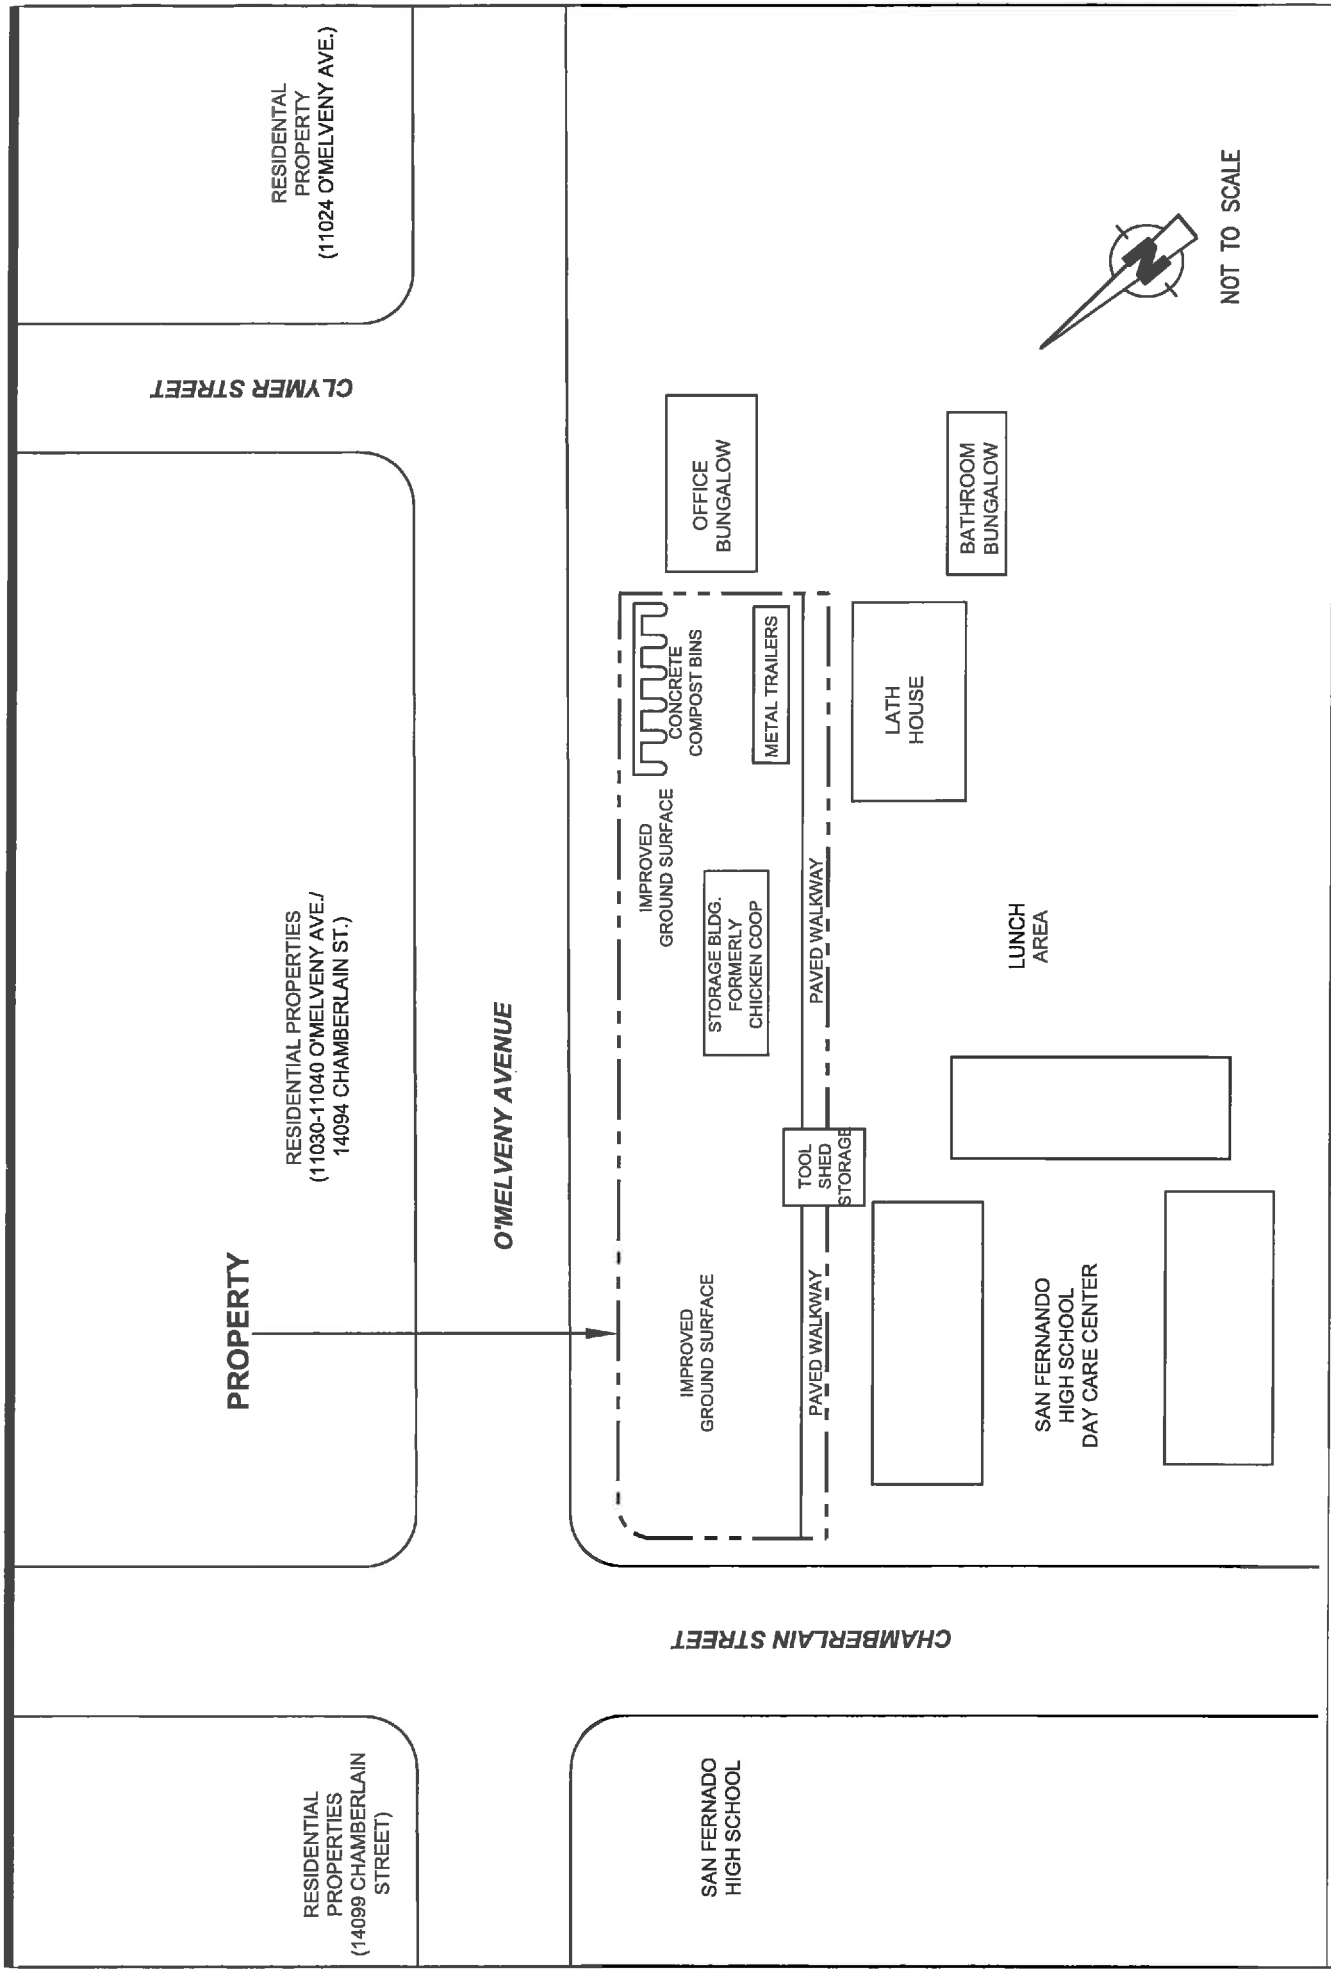 RESIDENTAL
PROPERTY
(11024 O'MELVENY AVE.)
CLYMER STREET
RESIDENTIAL PROPERTIES
(11030-11040 O'MELVENY AVE./
14094 CHAMBERLAIN ST.)
PROPERTY
O'MELVENY AVENUE
RESIDENTIAL
PROPERTIES
(14099 CHAMBERLAIN
STREET)
CHAMBERLAIN STREET
SAN FERNADO
HIGH SCHOOL
IMPROVED
GROUND SURFACE
PAVED WALKWAY
TOOL
SHED
STORAGE
STORAGE BLDG.
FORMERLY
CHICKEN COOP
IMPROVED
GROUND SURFACE
PAVED WALKWAY
CONCRETE
COMPOST BINS
METAL TRAILERS
OFFICE
BUNGALOW
LATH
HOUSE
BATHROOM
BUNGALOW
LUNCH
AREA
SAN FERNANDO
HIGH SCHOOL
DAY CARE CENTER
N
NOT TO SCALE